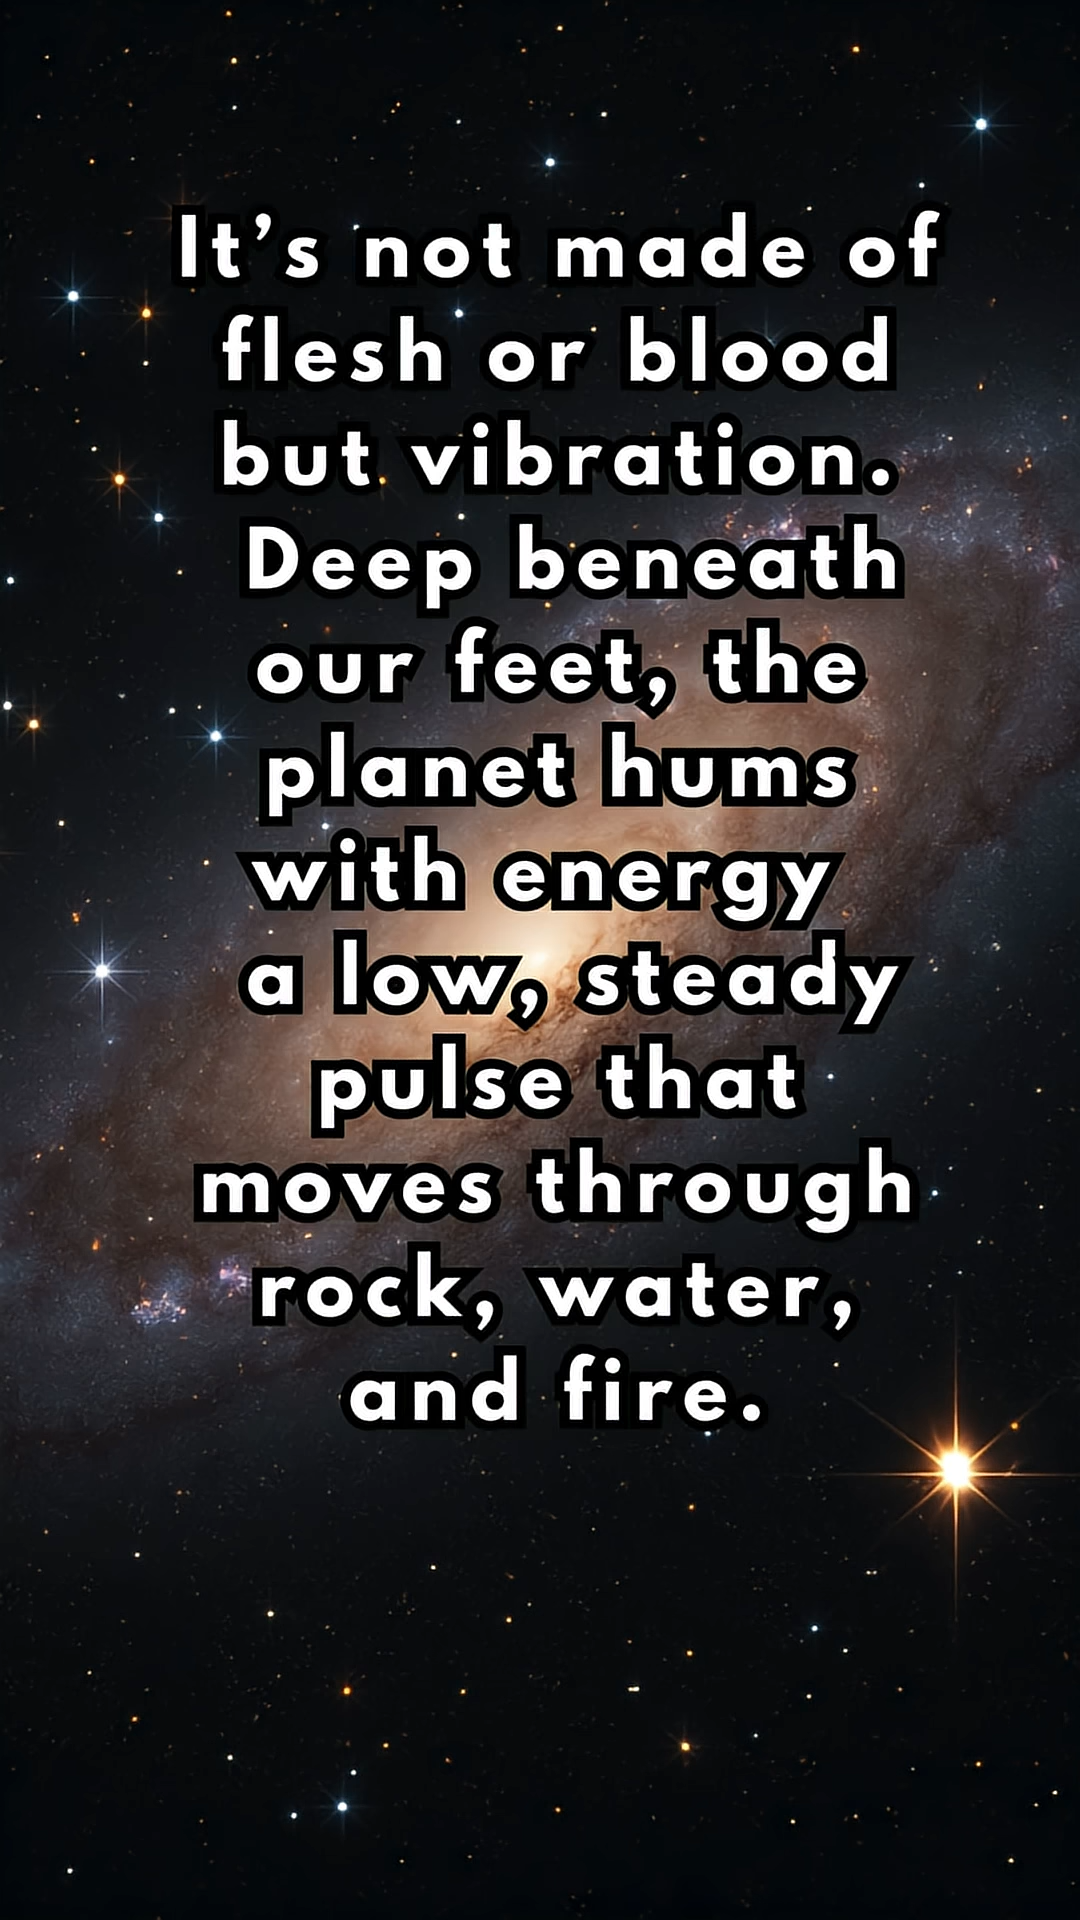 It’s not made of
flesh or blood
but vibration.
Deep beneath
our feet, the
planet hums
with energy
a low, steady
pulse that
moves through
rock, water,
and fire.